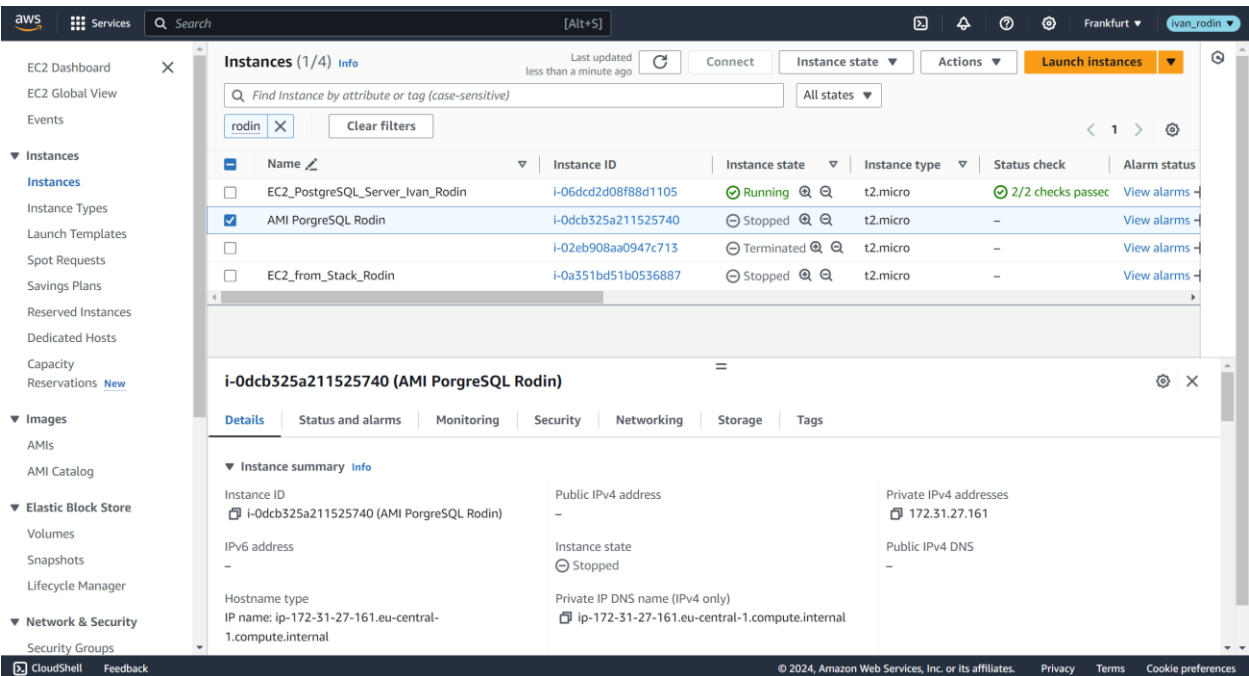 aws Services Search [Alt+S] Frankfurt ▼ ivan_rodin ▼
EC2 Dashboard
EC2 Global View
Events
Instances
Instances
Instance Types
Launch Templates
Spot Requests
Savings Plans
Reserved Instances
Dedicated Hosts
Capacity
Reservations New
Images
AMIs
AMI Catalog
Elastic Block Store
Volumes
Snapshots
Lifecycle Manager
Network & Security
Security Groups
Instances (1/4) Info
Last updated
less than a minute ago
Connect Instance state ▼ Actions ▼ Launch instances
Find Instance by attribute or tag (case-sensitive) All states ▼
rodin Clear filters 1
Name Instance ID Instance state Instance type Status check Alarm status
EC2_PostgreSQL_Server_Ivan_Rodin i-06dcd2d08f88d1105 Running t2.micro 2/2 checks passec View alarms
AMI PorgreSQL Rodin i-0dcb325a211525740 Stopped t2.micro – View alarms
i-02eb908aa0947c713 Terminated t2.micro – View alarms
EC2_from_Stack_Rodin i-0a351bd51b0536887 Stopped t2.micro – View alarms
i-0dcb325a211525740 (AMI PorgreSQL Rodin)
Details Status and alarms Monitoring Security Networking Storage Tags
Instance summary Info
Instance ID Public IPv4 address Private IPv4 addresses
i-0dcb325a211525740 (AMI PorgreSQL Rodin) – 172.31.27.161
IPv6 address Instance state Public IPv4 DNS
– Stopped –
Hostname type Private IP DNS name (IPv4 only)
IP name: ip-172-31-27-161.eu-central- ip-172-31-27-161.eu-central-1.compute.internal
1.compute.internal
CloudShell Feedback © 2024, Amazon Web Services, Inc. or its affiliates. Privacy Terms Cookie preferences